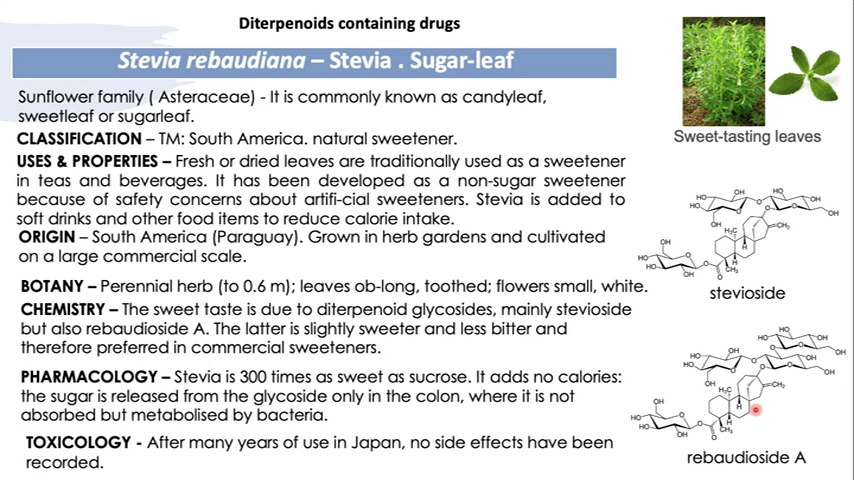 Diterpenoids containing drugs
Stevia rebaudiana – Stevia . Sugar-leaf
Sunflower family ( Asteraceae) - It is commonly known as candyleaf,
sweetleaf or sugarleaf.
CLASSIFICATION – TM: South America. natural sweetener.
USES & PROPERTIES – Fresh or dried leaves are traditionally used as a sweetener
in teas and beverages. It has been developed as a non-sugar sweetener
because of safety concerns about artifi-cial sweeteners. Stevia is added to
soft drinks and other food items to reduce calorie intake.
ORIGIN – South America (Paraguay). Grown in herb gardens and cultivated
on a large commercial scale.
BOTANY – Perennial herb (to 0.6 m); leaves ob-long, toothed; flowers small, white.
CHEMISTRY – The sweet taste is due to diterpenoid glycosides, mainly stevioside
but also rebaudioside A. The latter is slightly sweeter and less bitter and
therefore preferred in commercial sweeteners.
PHARMACOLOGY – Stevia is 300 times as sweet as sucrose. It adds no calories:
the sugar is released from the glycoside only in the colon, where it is not
absorbed but metabolised by bacteria.
TOXICOLOGY - After many years of use in Japan, no side effects have been
recorded.
Sweet-tasting leaves
stevioside
rebaudioside A